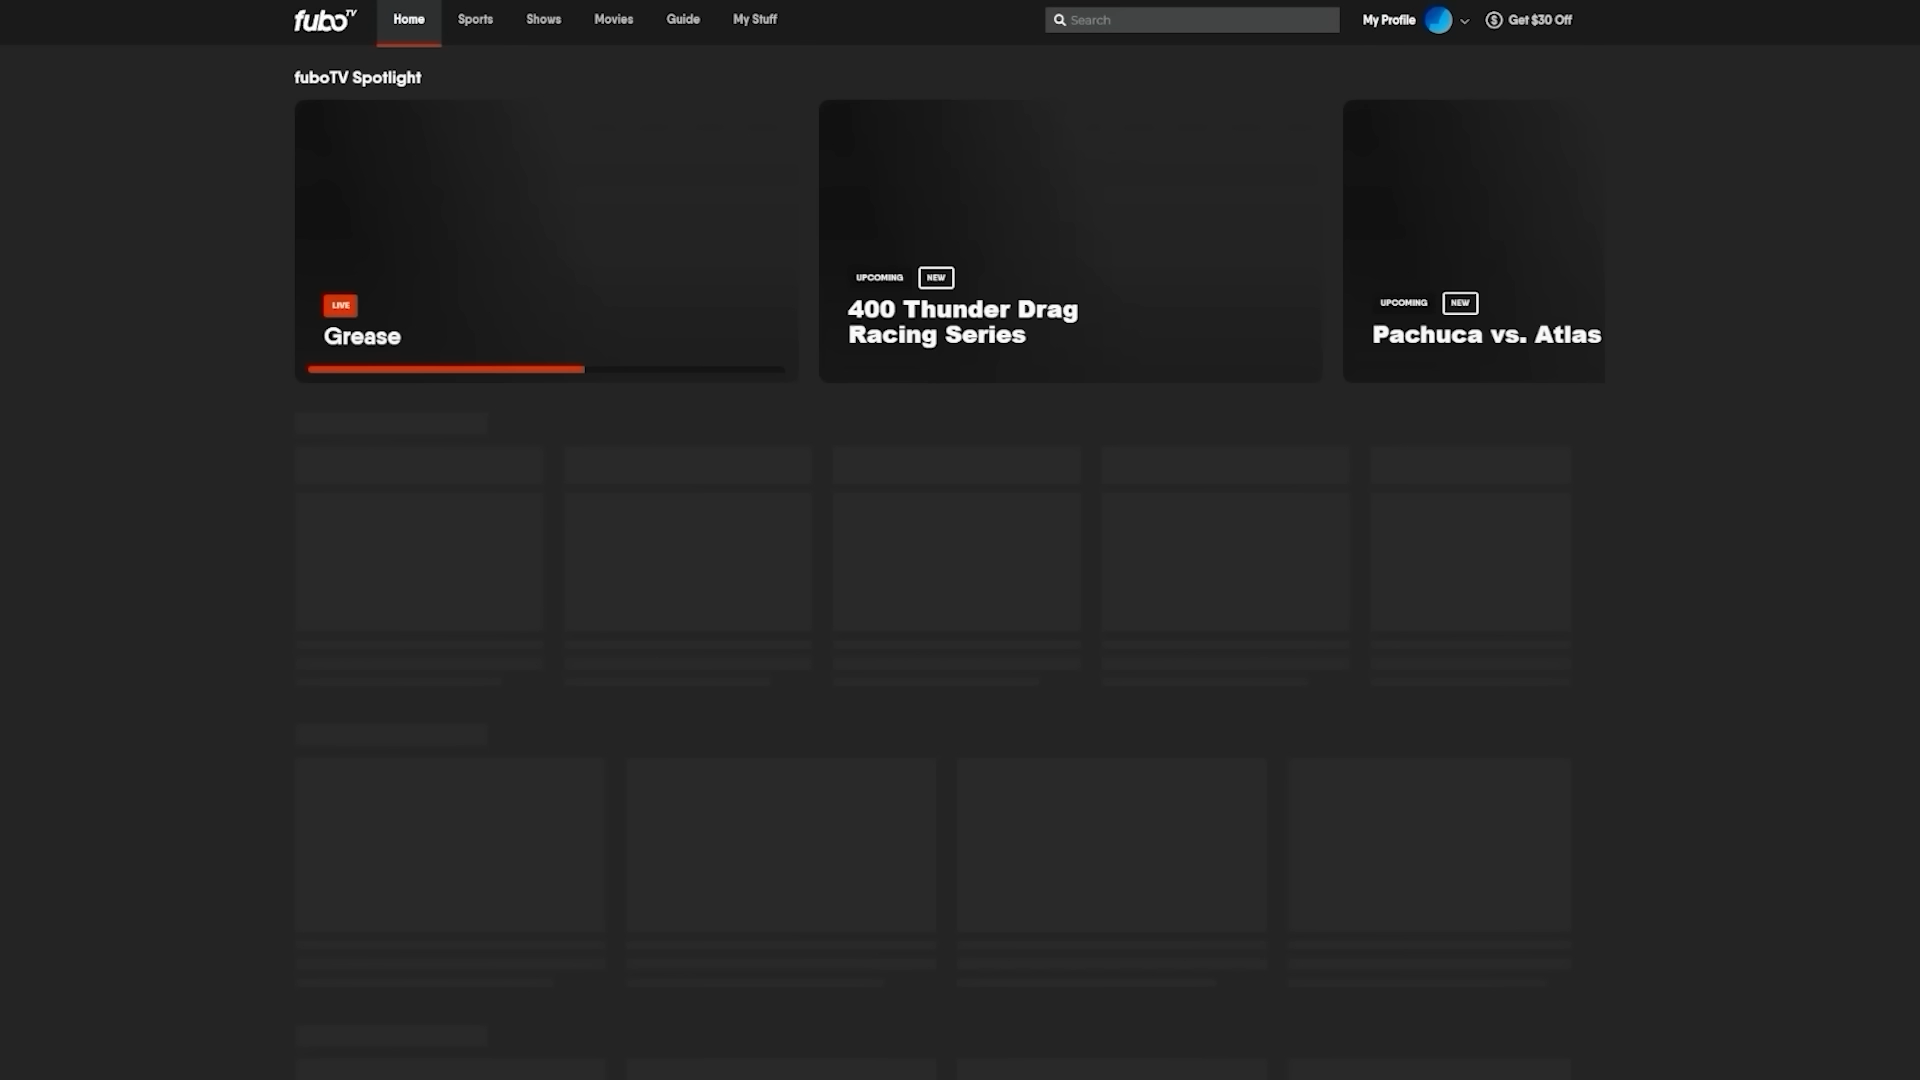 fuboTV
Home
Sports
Shows
Movies
Guide
My Stuff
Search
My Profile
Get $30 Off
fuboTV Spotlight
LIVE
Grease
UPCOMING
NEW
400 Thunder Drag
Racing Series
UPCOMING
NEW
Pachuca vs. Atlas